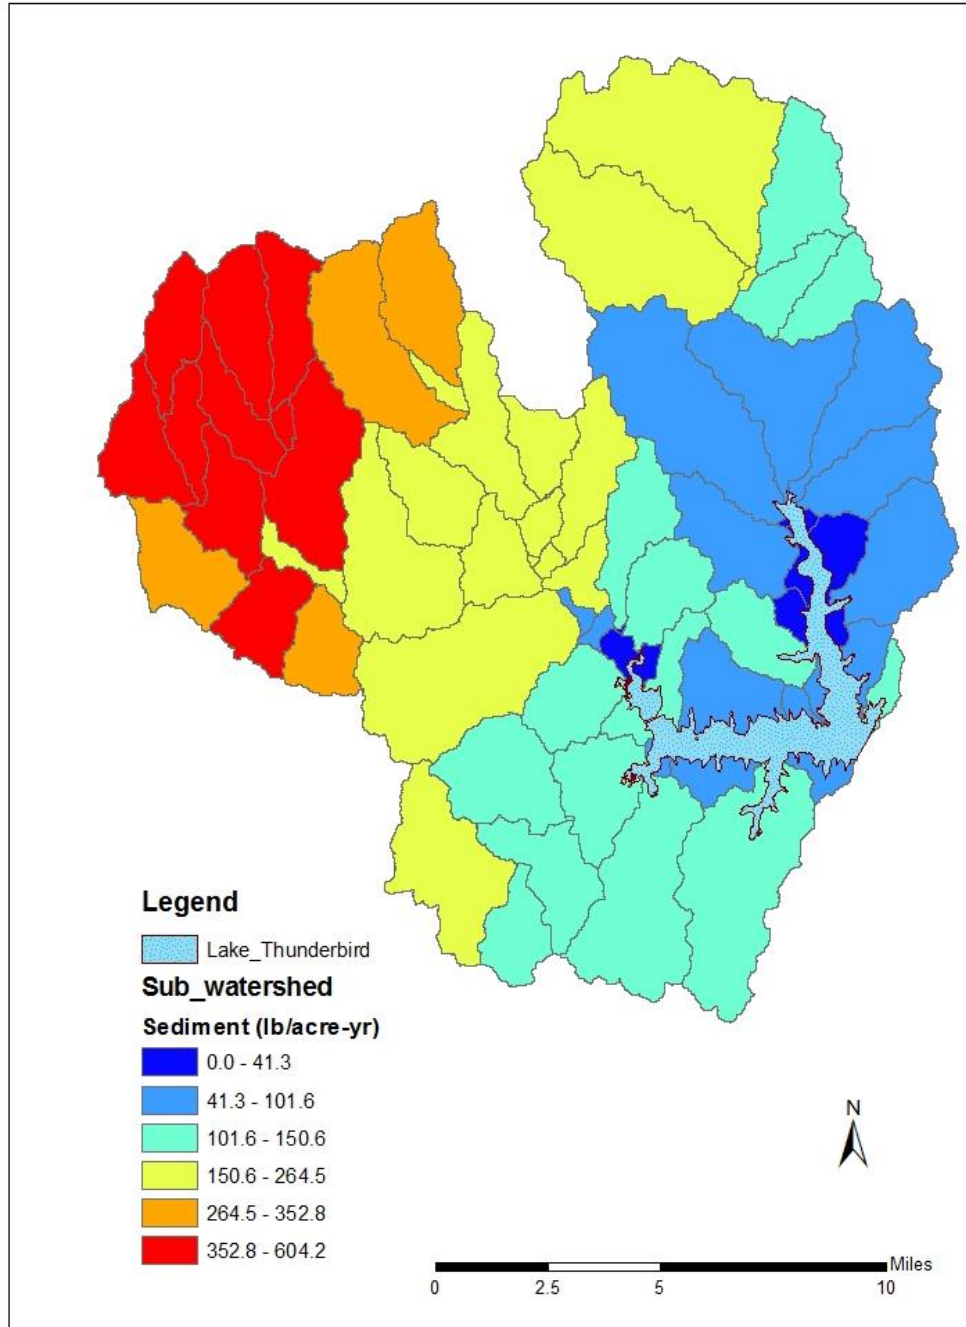 Legend
Lake_Thunderbird
Sub_watershed
Sediment (lb/acre-yr)
0.0 - 41.3
41.3 - 101.6
101.6 - 150.6
150.6 - 264.5
264.5 - 352.8
352.8 - 604.2
N
Miles
0 2.5 5 10